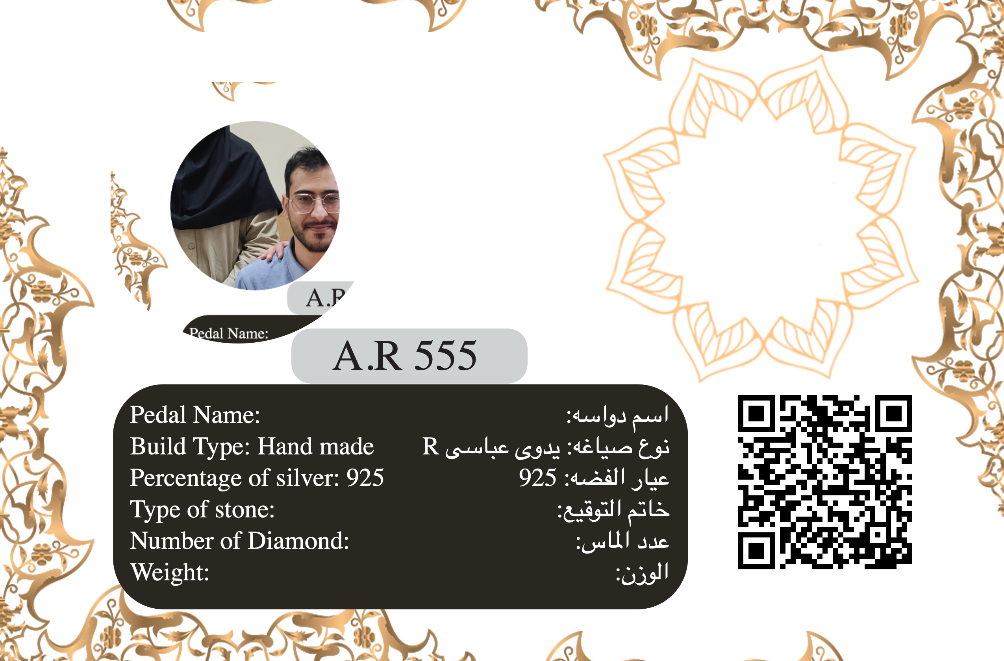 A.R
Pedal Name:
A.R 555
Pedal Name:
اسم دواسه:
Build Type: Hand made
نوع صیاغه: یدوی عباسی R
Percentage of silver: 925
عیار الفضه: 925
Type of stone:
خاتم التوقیع:
Number of Diamond:
عدد الماس:
Weight:
الوزن: